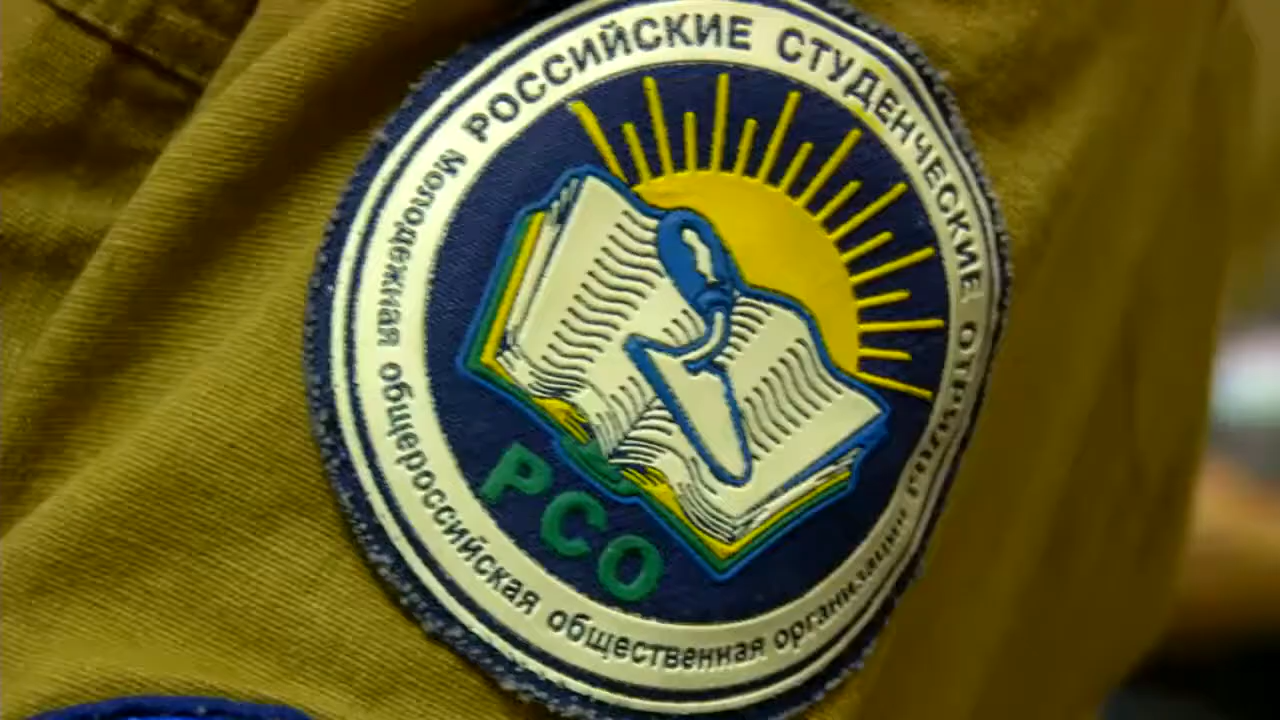 РОССИЙСКИЕ СТУДЕНЧЕСКИЕ ОТРЯДЫ
Молодежная общероссийская общественная организация
РСО